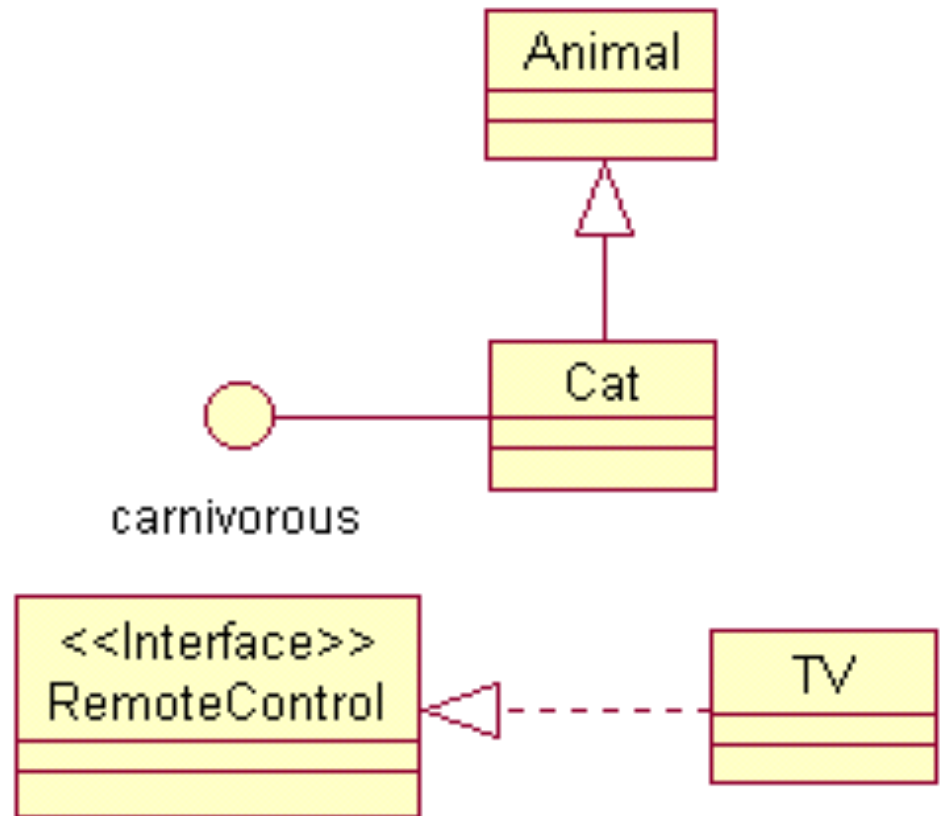 Animal
Cat
carnivorous
<<Interface>>
RemoteControl
TV